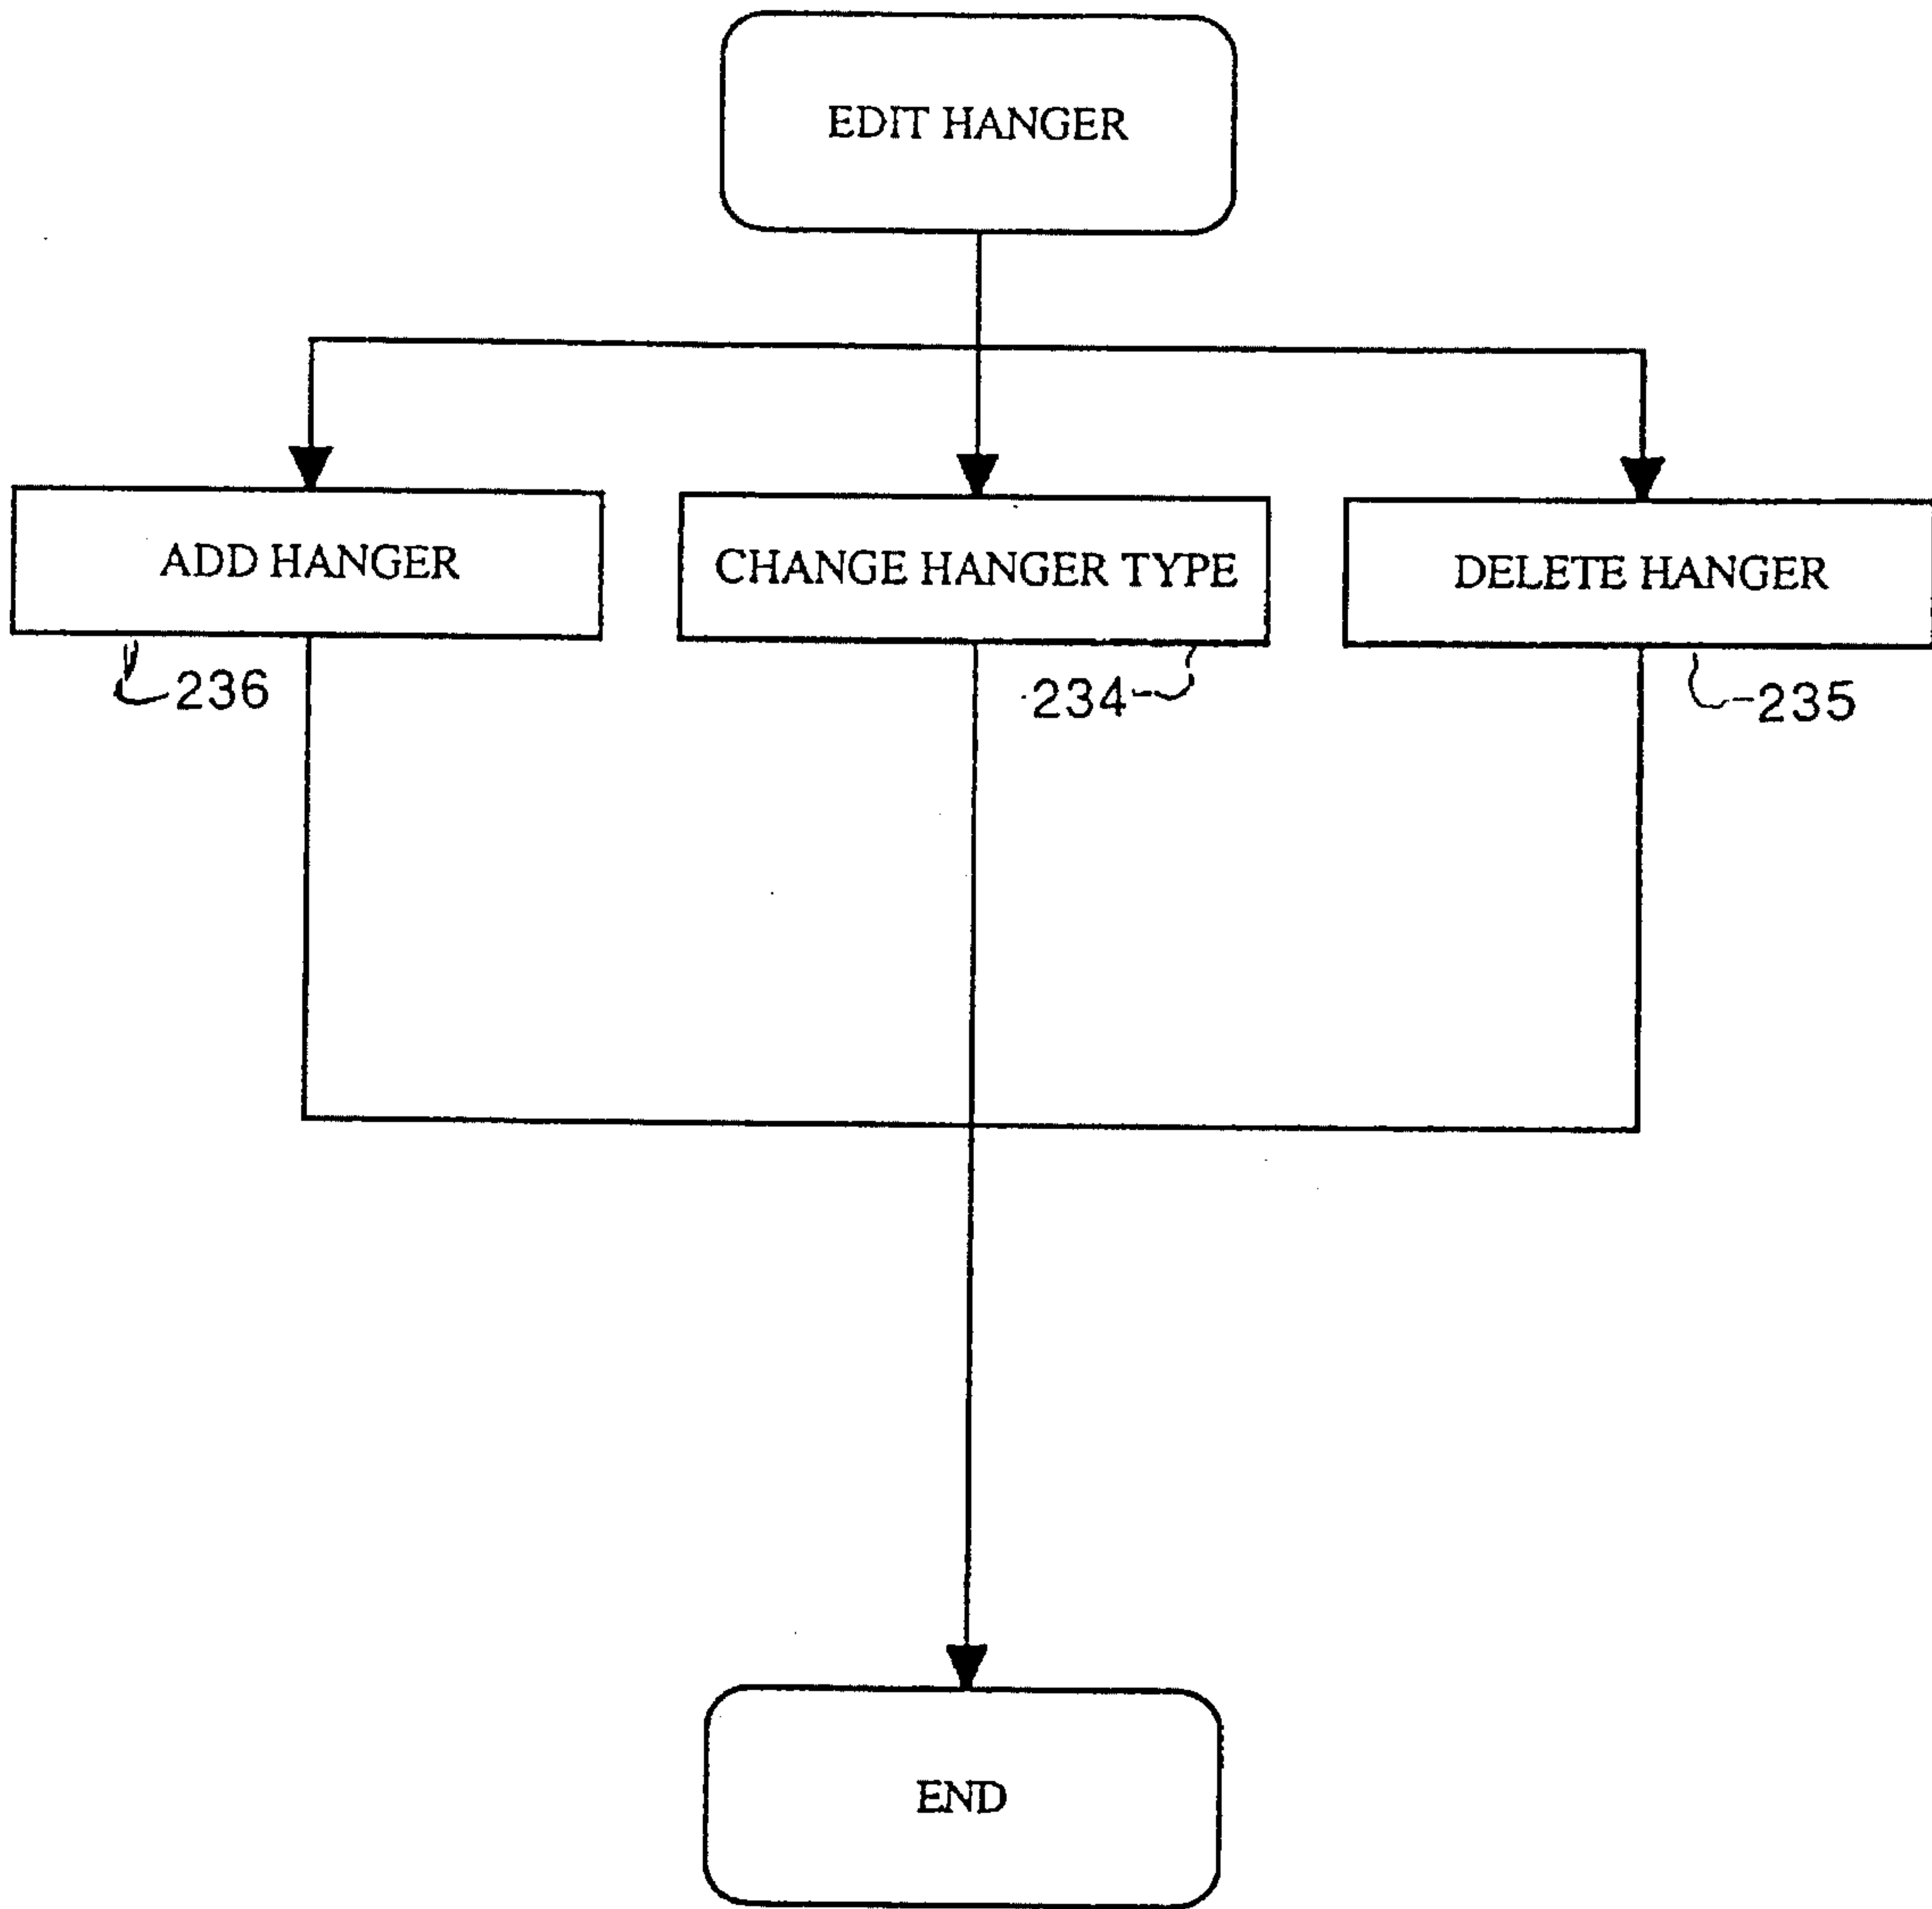 EDIT HANGER
ADD HANGER
CHANGE HANGER TYPE
DELETE HANGER
236
234
235
END